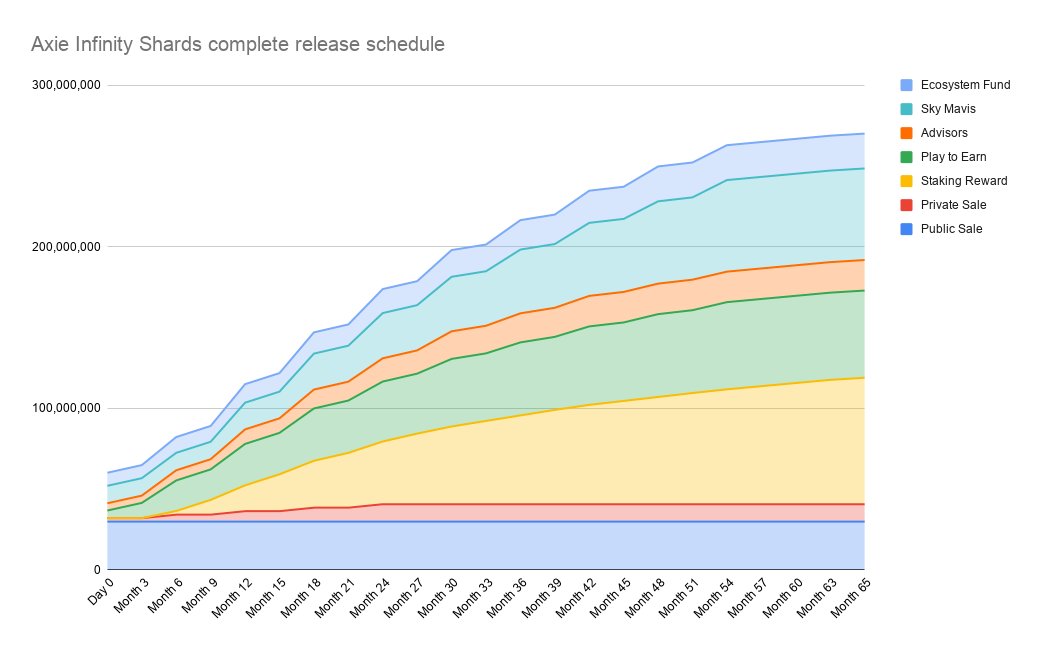 Axie Infinity Shards complete release schedule
300,000,000
200,000,000
100,000,000
0
Day 0
Month 3
Month 6
Month 9
Month 12
Month 15
Month 18
Month 21
Month 24
Month 27
Month 30
Month 33
Month 36
Month 39
Month 42
Month 45
Month 48
Month 51
Month 54
Month 57
Month 60
Month 63
Month 65
Ecosystem Fund
Sky Mavis
Advisors
Play to Earn
Staking Reward
Private Sale
Public Sale